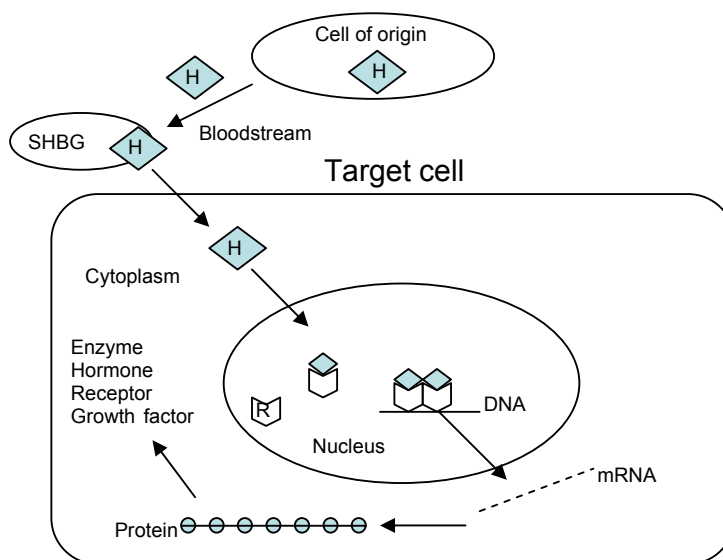 Cell of origin
H
H
SHBG
H
Bloodstream
Target cell
H
Cytoplasm
Enzyme
Hormone
Receptor
Growth factor
R
DNA
Nucleus
mRNA
Protein